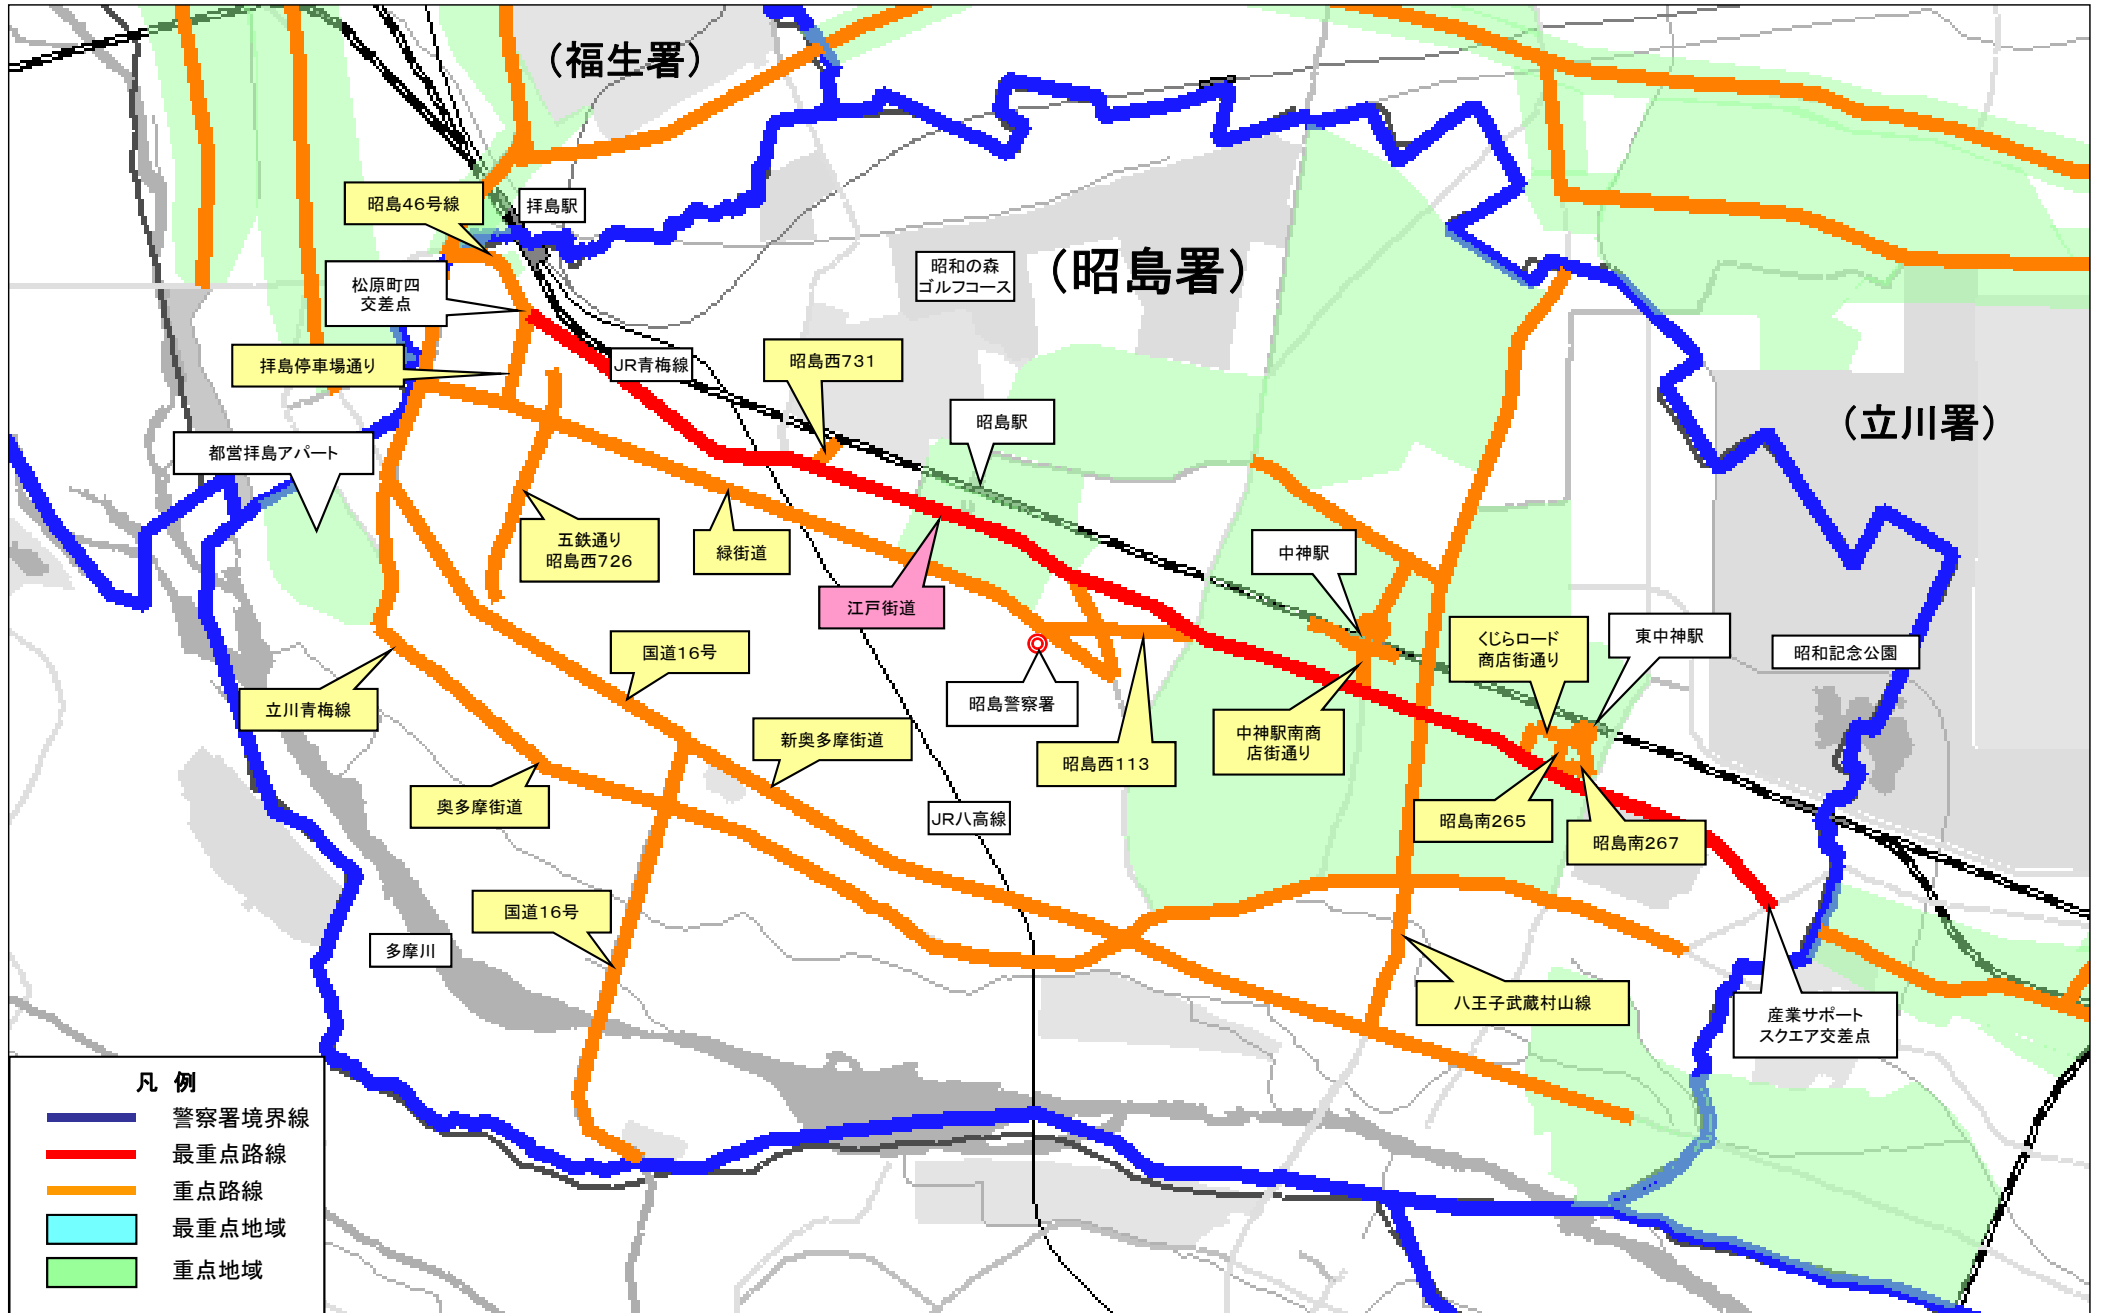 (福生署)
昭島46号線
拝島駅
松原町四
交差点
昭和の森
ゴルフコース
(昭島署)
拝島停車場通り
JR青梅線
昭島西731
昭島駅
(立川署)
都営拝島アパート
五鉄通り
昭島西726
緑街道
江戸街道
中神駅
くじらロード
商店街通り
東中神駅
昭和記念公園
国道16号
昭島警察署
立川青梅線
新奥多摩街道
昭島西113
中神駅南商
店街通り
奥多摩街道
JR八高線
昭島南265
昭島南267
国道16号
多摩川
八王子武蔵村山線
産業サポート
スクエア交差点
凡 例
警察署境界線
最重点路線
重点路線
最重点地域
重点地域